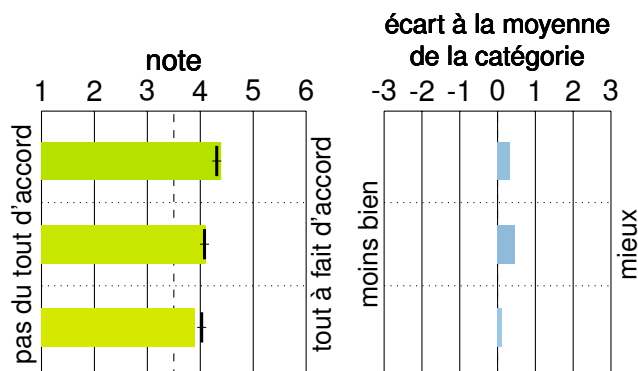 note
1 2 3 4 5 6
pas du tout d'accord
tout à fait d'accord
écart à la moyenne
de la catégorie
-3 -2 -1 0 1 2 3
moins bien
mieux